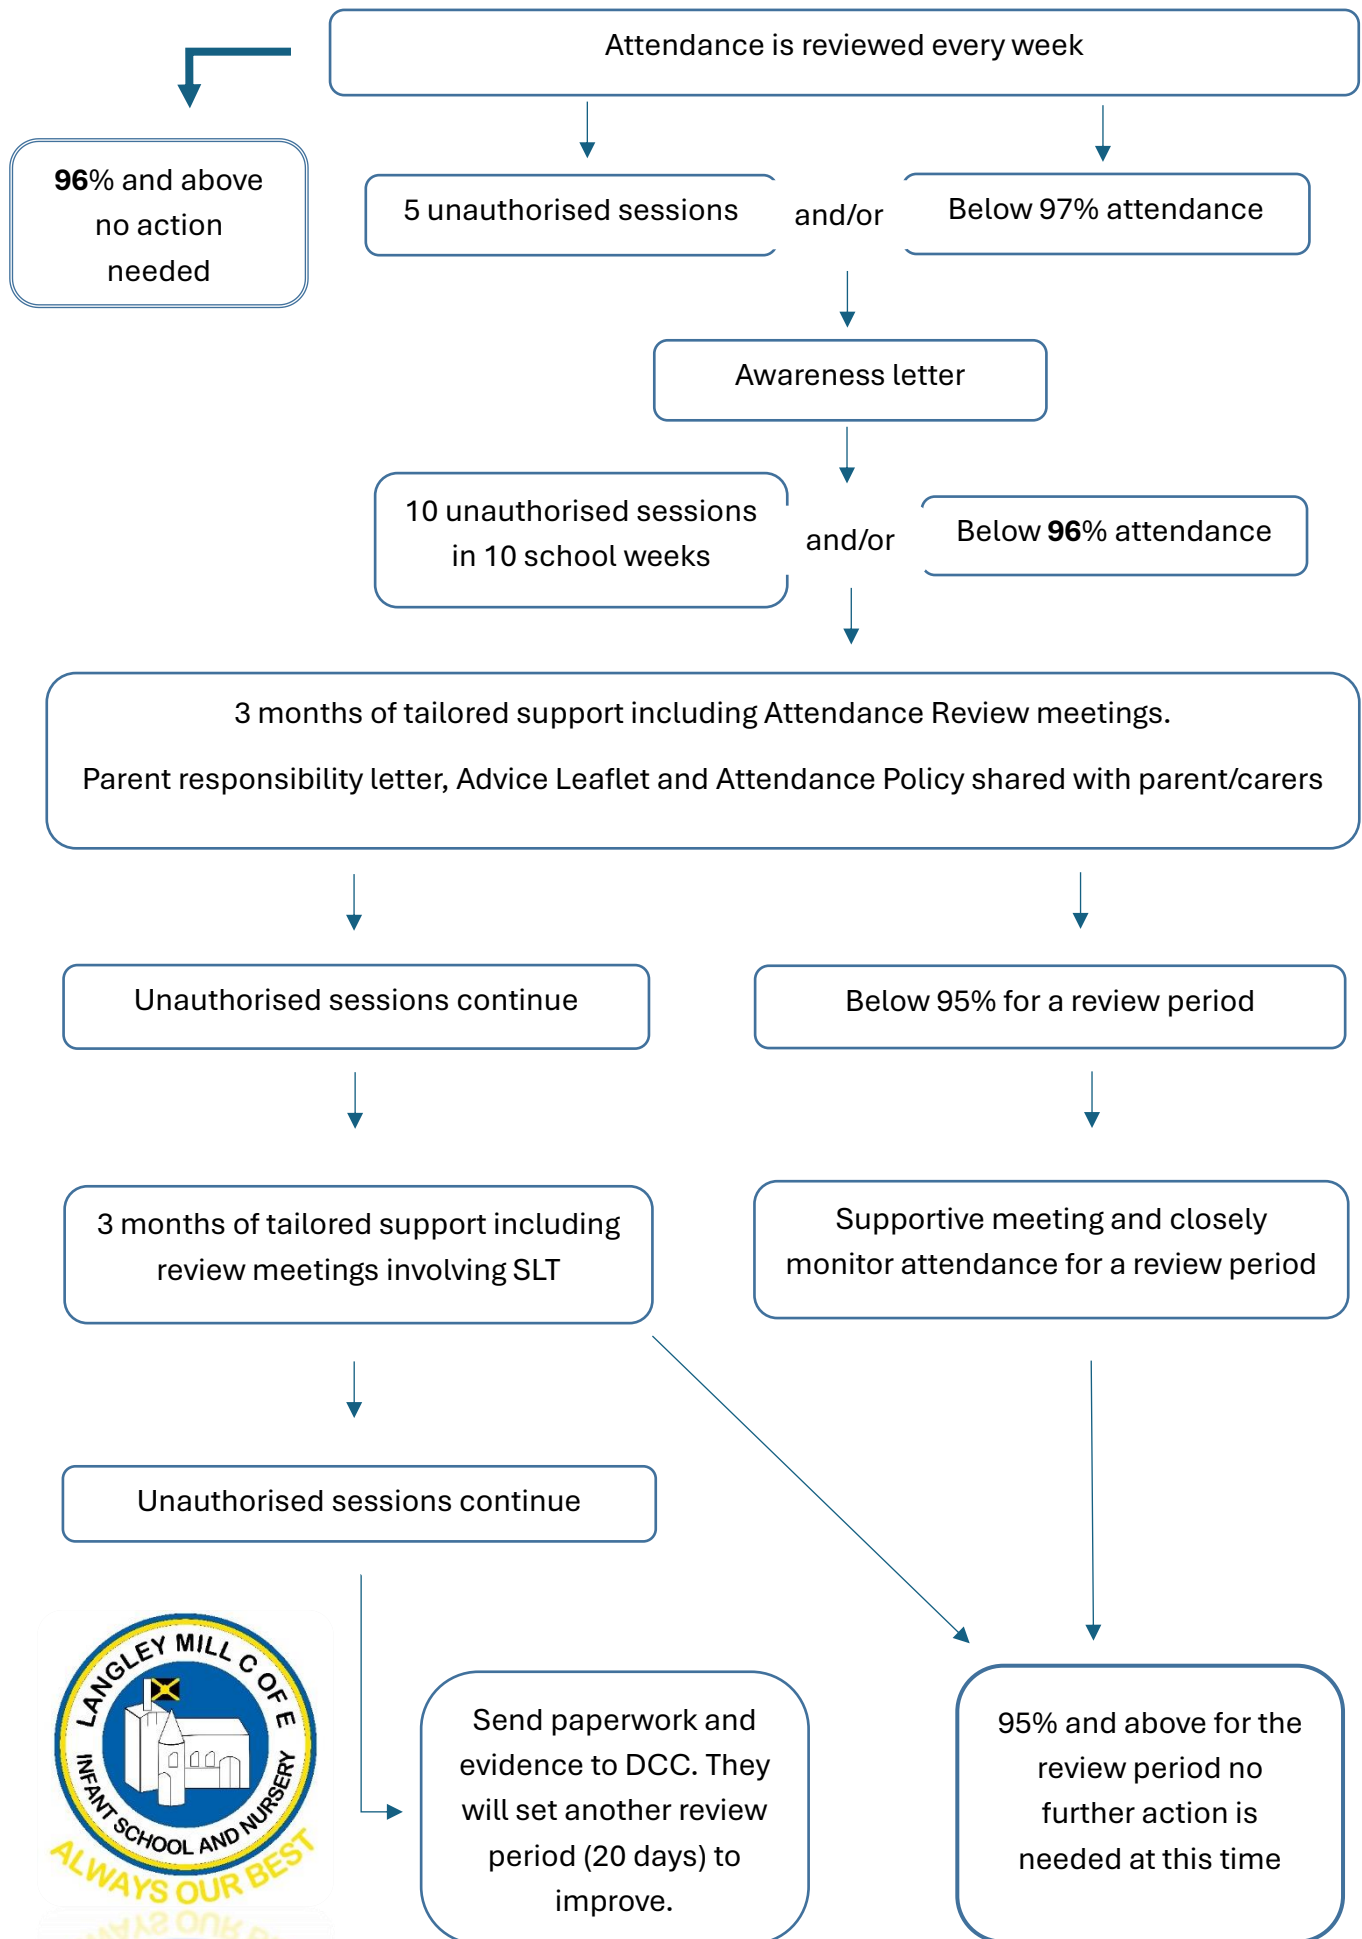 Attendance is reviewed every week
96% and above
no action
needed
5 unauthorised sessions
and/or
Below 97% attendance
Awareness letter
10 unauthorised sessions
in 10 school weeks
and/or
Below 96% attendance
3 months of tailored support including Attendance Review meetings.
Parent responsibility letter, Advice Leaflet and Attendance Policy shared with parent/carers
Unauthorised sessions continue
Below 95% for a review period
3 months of tailored support including
review meetings involving SLT
Supportive meeting and closely
monitor attendance for a review period
Unauthorised sessions continue
LANGLEY MILL C OF E
INFANT SCHOOL AND NURSERY
ALWAYS OUR BEST
Send paperwork and
evidence to DCC. They
will set another review
period (20 days) to
improve.
95% and above for the
review period no
further action is
needed at this time